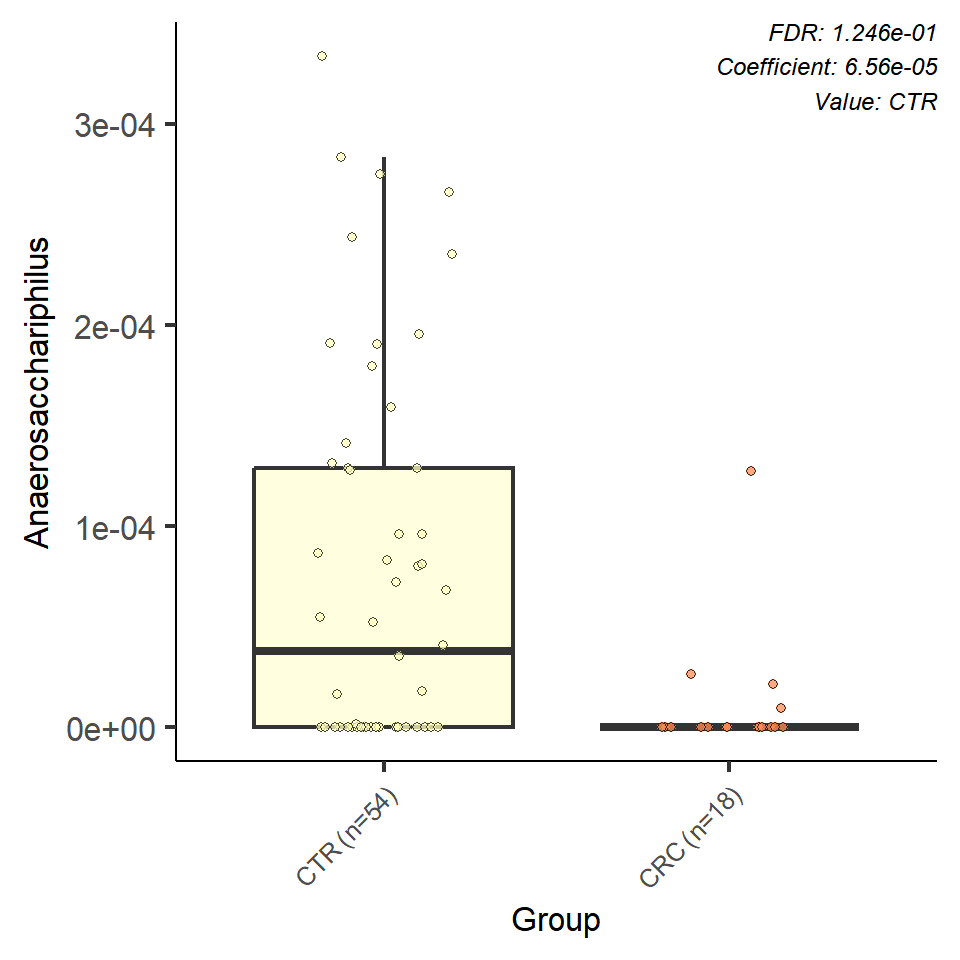 FDR: 1.246e-01
Coefficient: 6.56e-05
Value: CTR
Anaerosacchariphilus
3e-04
2e-04
1e-04
0e+00
CTR (n=54)
CRC (n=18)
Group